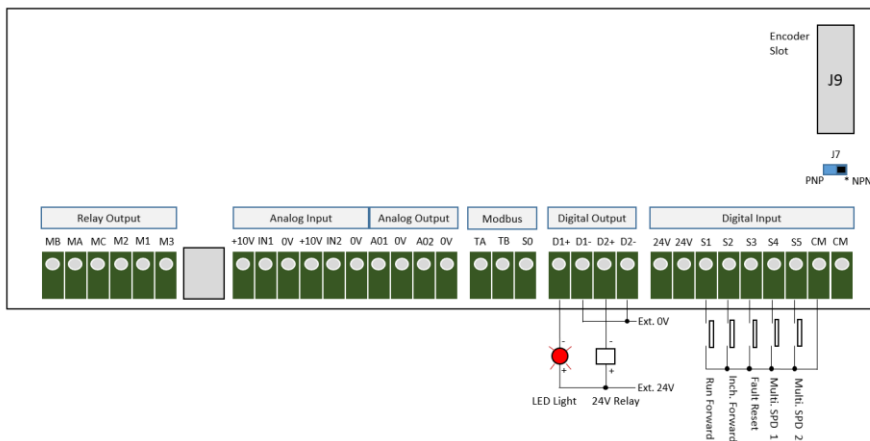 Encoder
Slot
J9
J7
PNP * NPN
Relay Output Analog Input Analog Output Modbus Digital Output Digital Input
MB MA MC M2 M1 M3 +10V IN1 0V +10V IN2 0V A01 0V A02 0V TA TB S0 D1+ D1- D2+ D2- 24V 24V S1 S2 S3 S4 S5 CM CM
Ext. 0V
- -
+ +
Ext. 24V
LED Light 24V Relay
Run Forward
Inch. Forward
Fault Reset
Multi. SPD 1
Multi. SPD 2